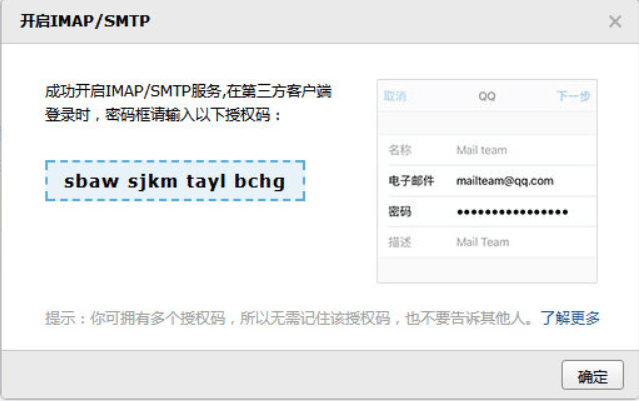 开启IMAP/SMTP
成功开启IMAP/SMTP服务,在第三方客户端
登录时，密码框请输入以下授权码：
sbaw sjkm tayl bchg
取消 QQ 下一步
名称 Mail team
电子邮件 mailteam@qq.com
密码 ●●●●●●●●●●●●●●●●
描述 Mail Team
提示：你可拥有多个授权码，所以无需记住该授权码，也不要告诉其他人。了解更多
确定